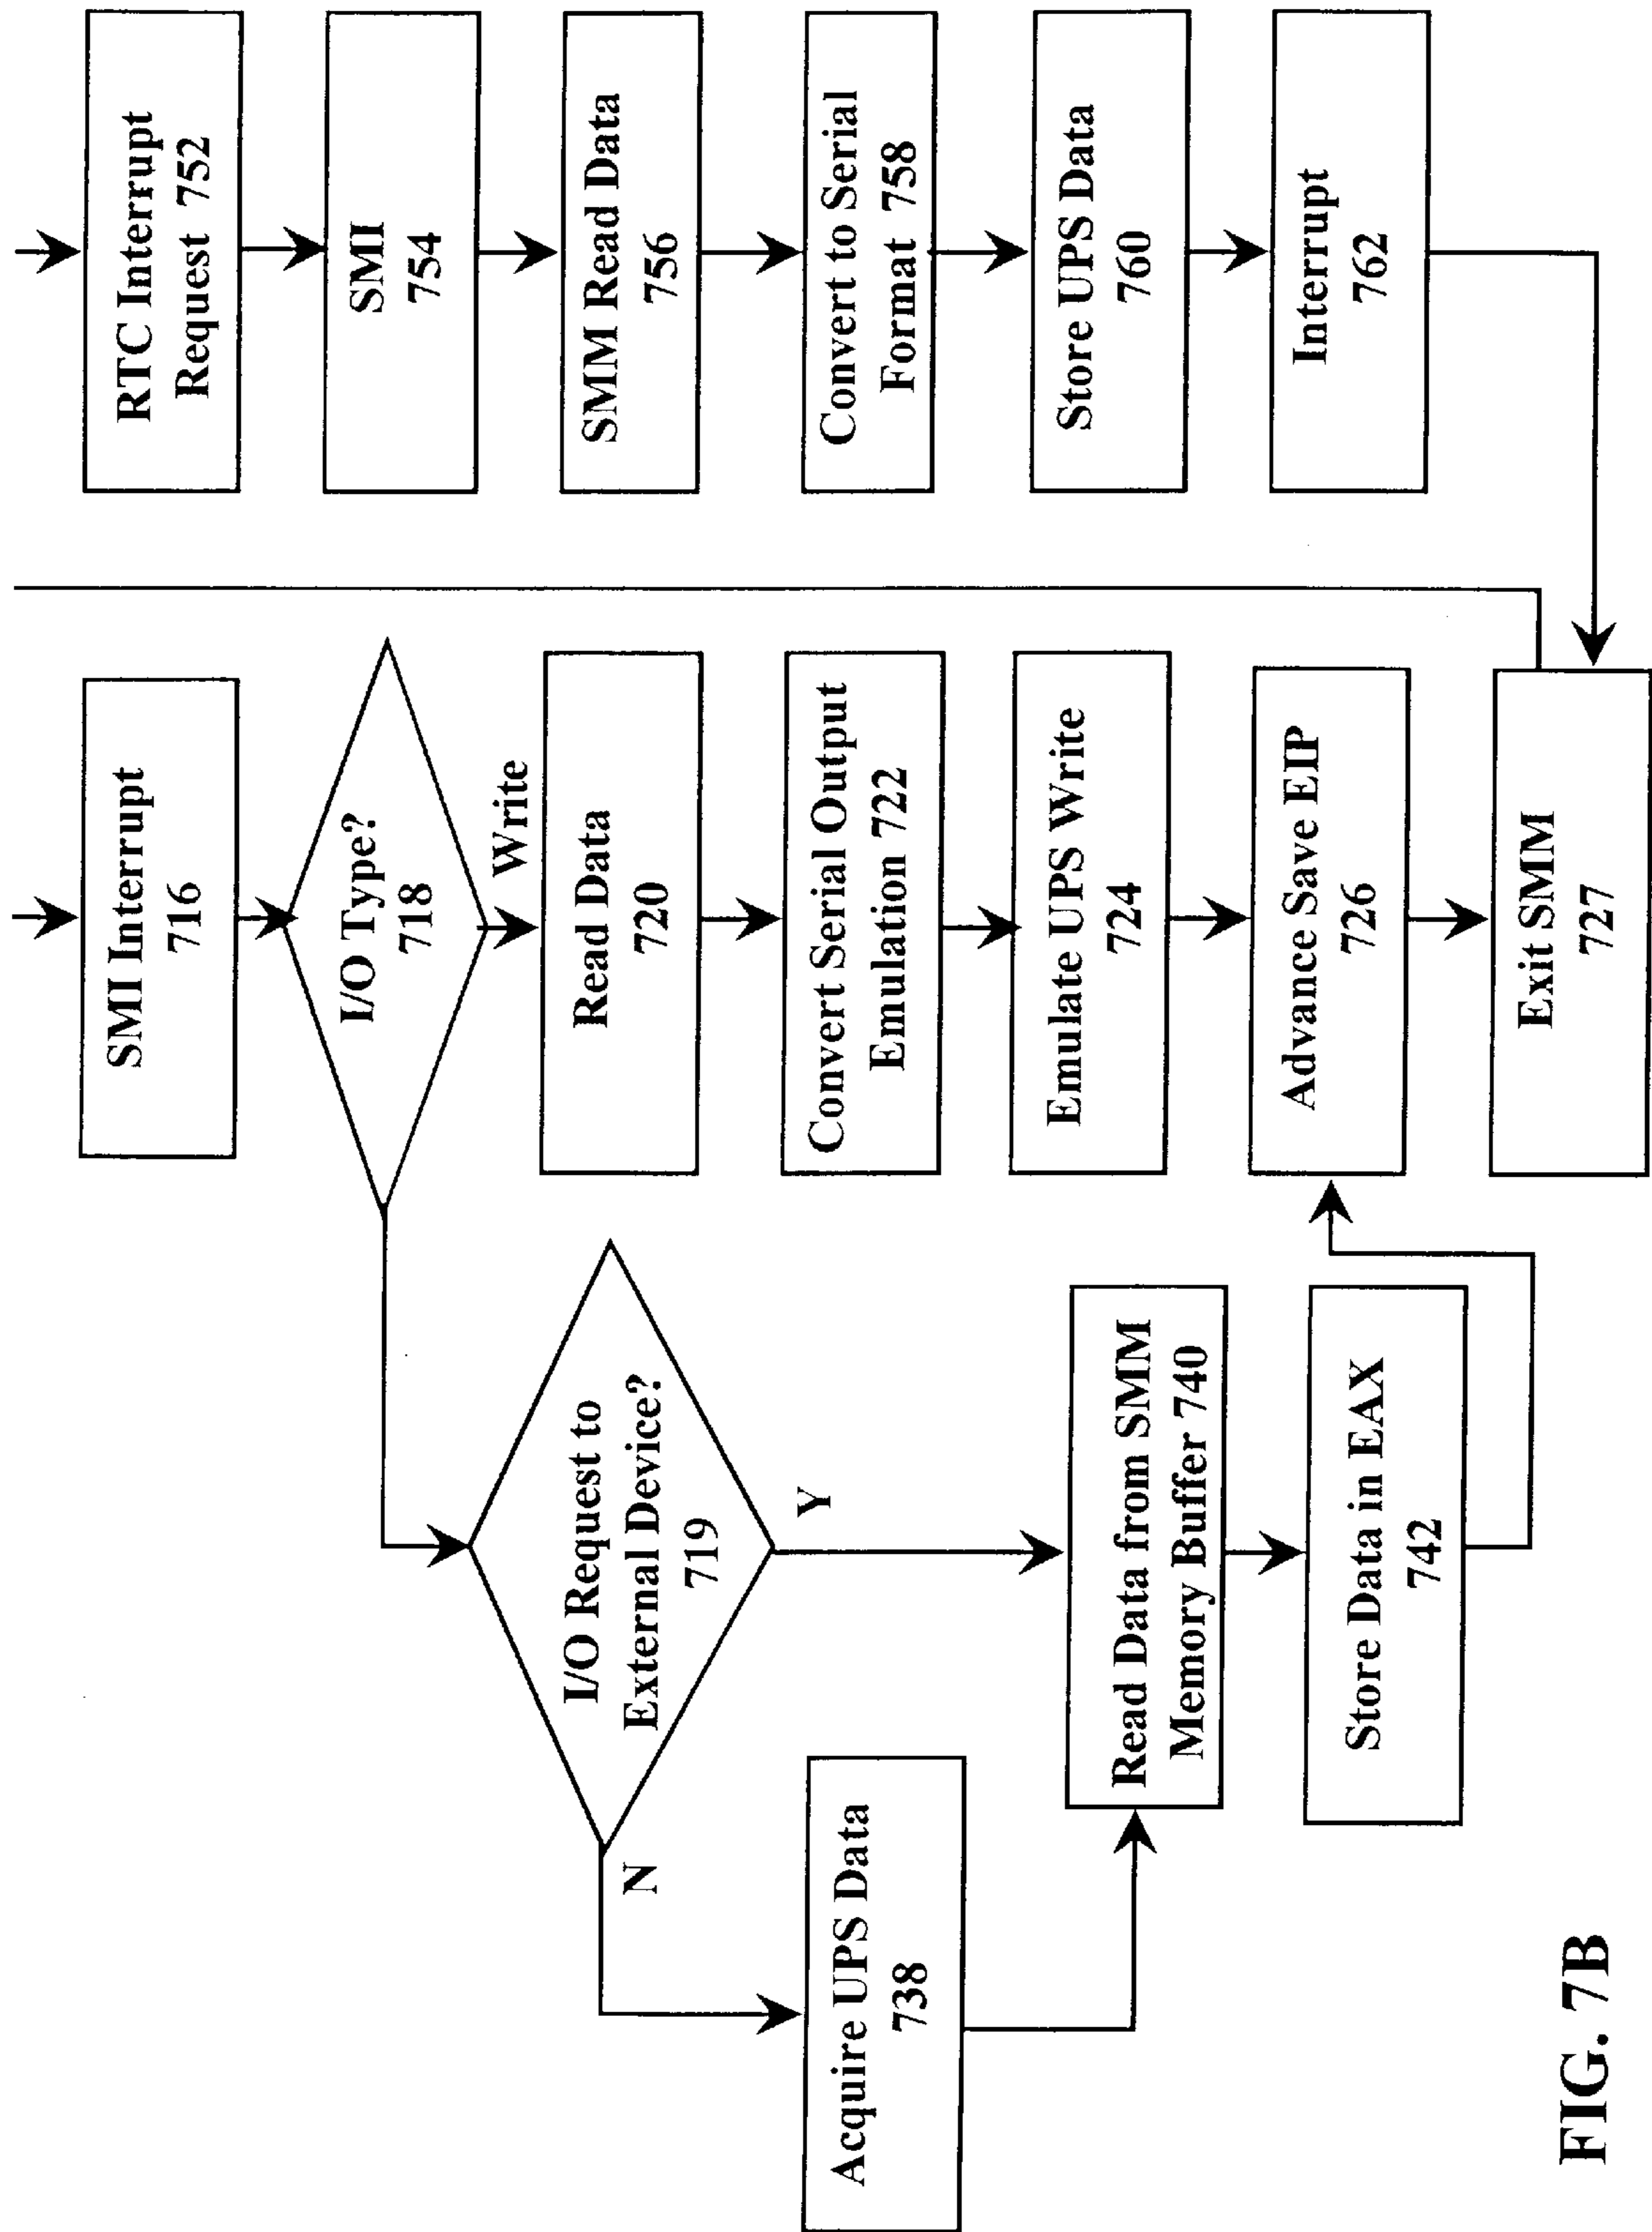 SMI Interrupt
716
I/O Type?
718
Write
I/O Request to
External Device?
719
N
Y
Read Data
720
Acquire UPS Data
738
Convert Serial Output
Emulation 722
Emulate UPS Write
724
Read Data from SMM
Memory Buffer 740
Advance Save EIP
726
Store Data in EAX
742
Exit SMM
727
RTC Interrupt
Request 752
SMI
754
SMM Read Data
756
Convert to Serial
Format 758
Store UPS Data
760
Interrupt
762
FIG. 7B